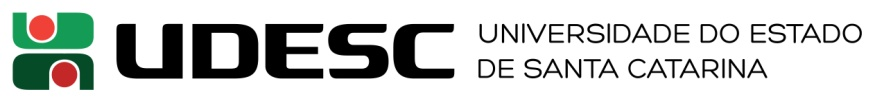 UDESC
UNIVERSIDADE DO ESTADO
DE SANTA CATARINA